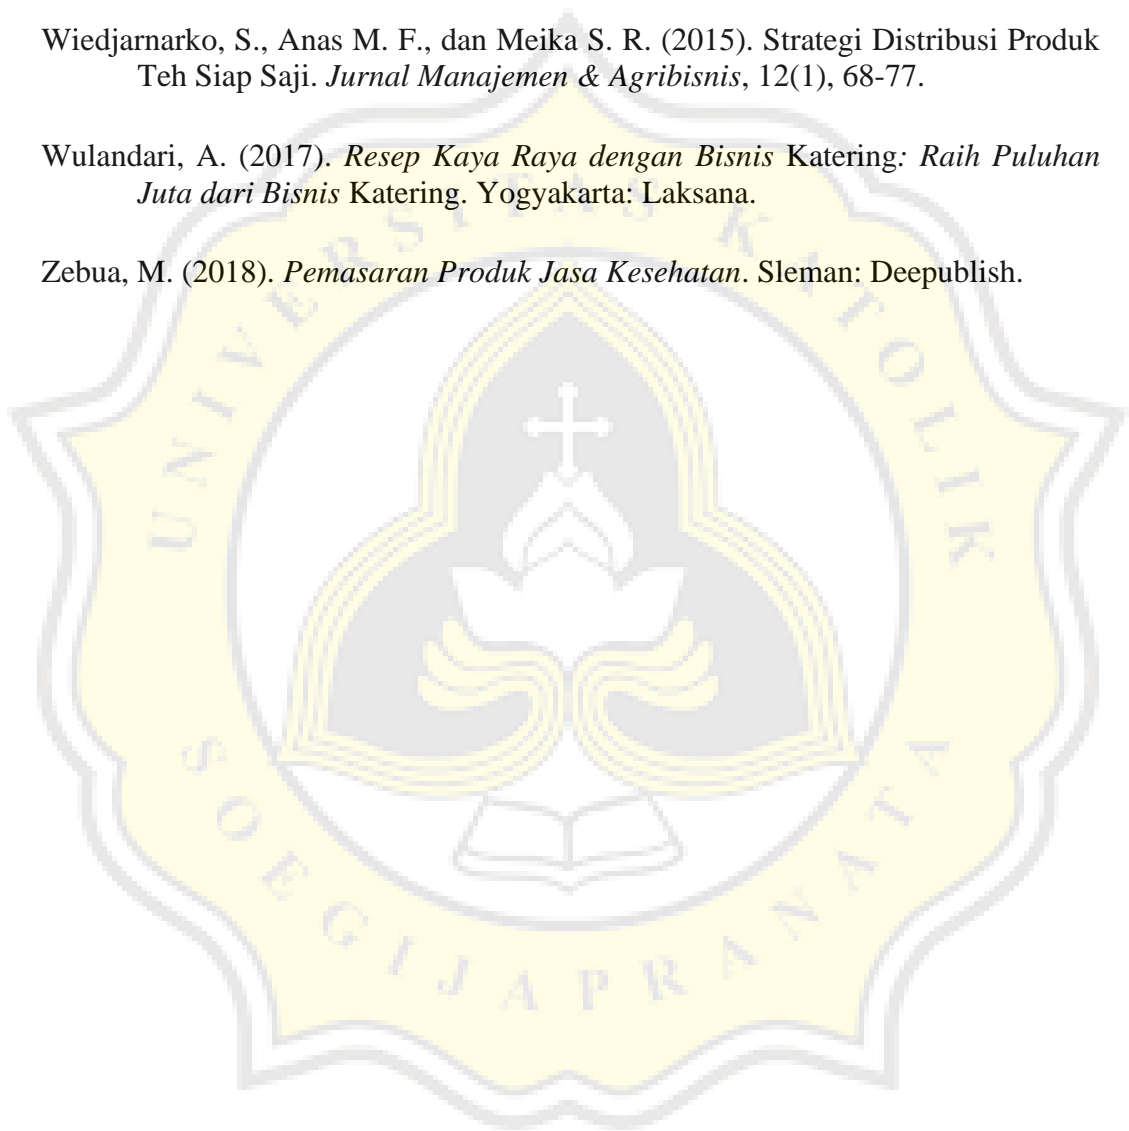 Wiedjarnarko, S., Anas M. F., dan Meika S. R. (2015). Strategi Distribusi Produk
Teh Siap Saji. Jurnal Manajemen & Agribisnis, 12(1), 68-77.
Wulandari, A. (2017). Resep Kaya Raya dengan Bisnis Katering: Raih Puluhan
Juta dari Bisnis Katering. Yogyakarta: Laksana.
Zebua, M. (2018). Pemasaran Produk Jasa Kesehatan. Sleman: Deepublish.
UNIVERSITAS KATOLIK
SOEGIJAPRANATA